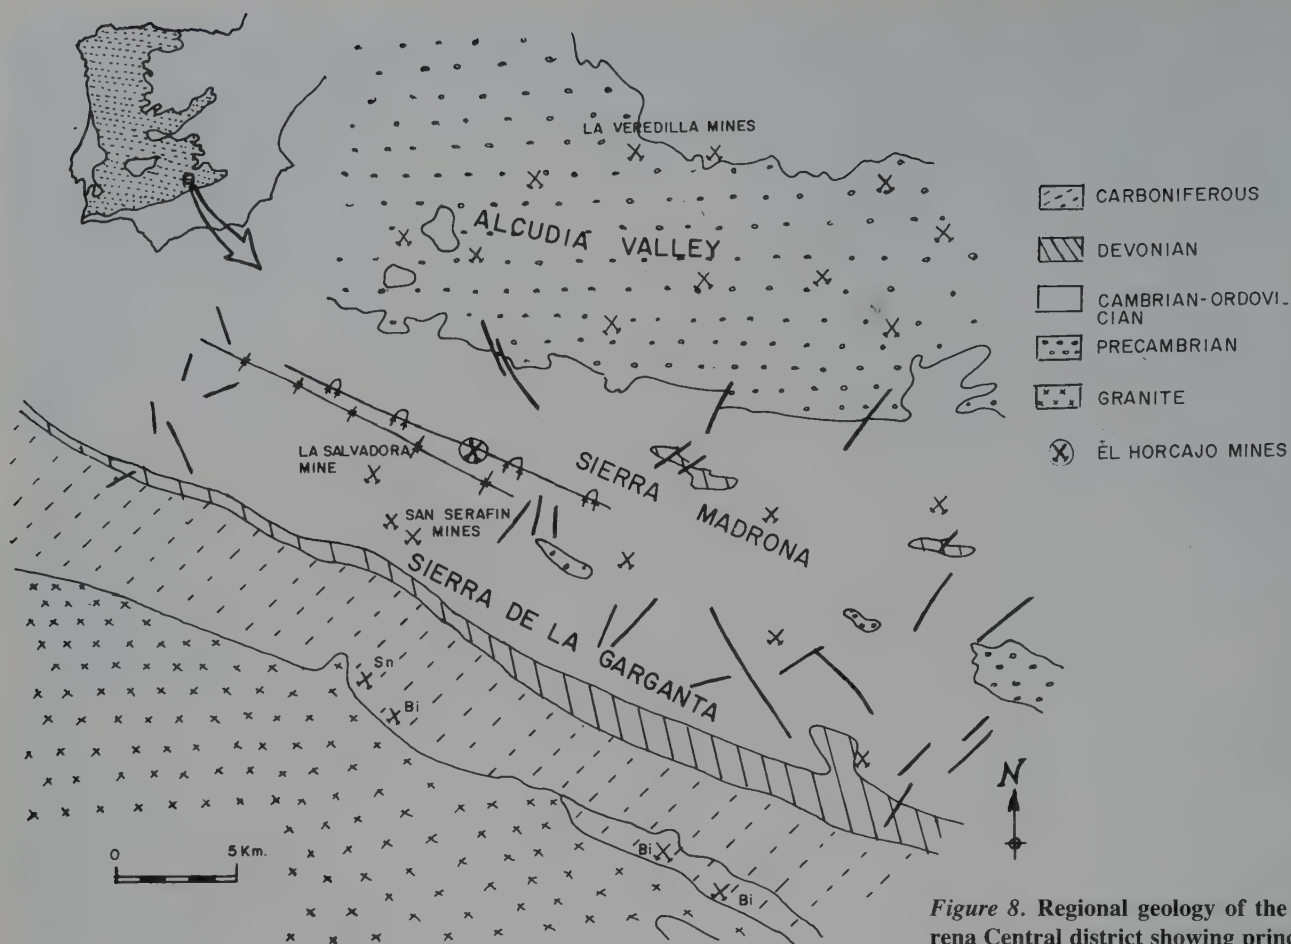 LA VEREDILLA MINES
ALCUDIA VALLEY
CARBONIFEROUS
DEVONIAN
CAMBRIAN-ORDOVI-
CIAN
PRECAMBRIAN
GRANITE
EL HORCAJO MINES
LA SALVADORA
MINE
SIERRA
MADRONA
SAN SERAFIN
MINES
SIERRA DE LA GARGANTA
Sn
Bi
N
0 5 Km.
Bi
Bi
Figure 8. Regional geology of the
rena Central district showing princ